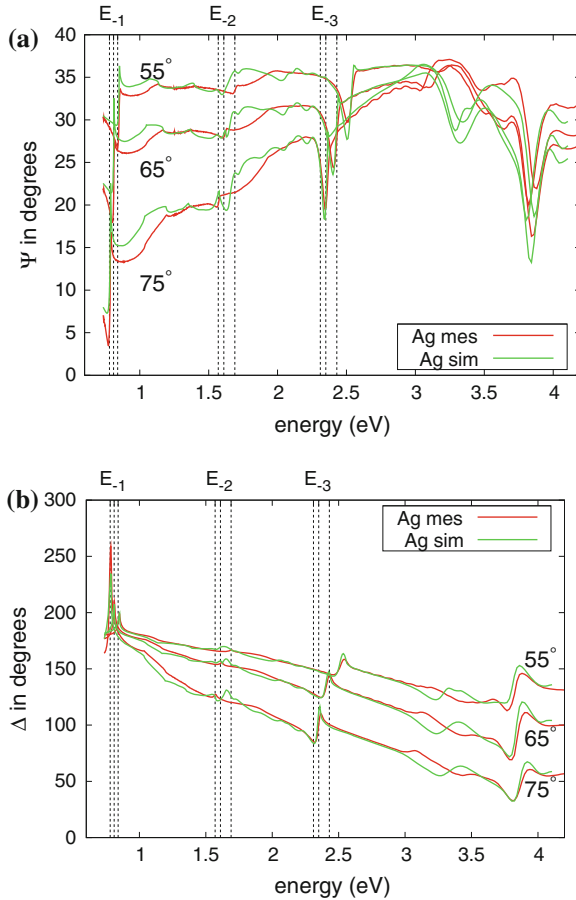 E-1 E-2 E-3
(a)
40
35
30
25
20
15
10
5
0
Ψ in degrees
55°
65°
75°
Ag mes
Ag sim
1 1.5 2 2.5 3 3.5 4
energy (eV)
E-1 E-2 E-3
(b)
300
250
200
150
100
50
0
Δ in degrees
Ag mes
Ag sim
55°
65°
75°
1 1.5 2 2.5 3 3.5 4
energy (eV)